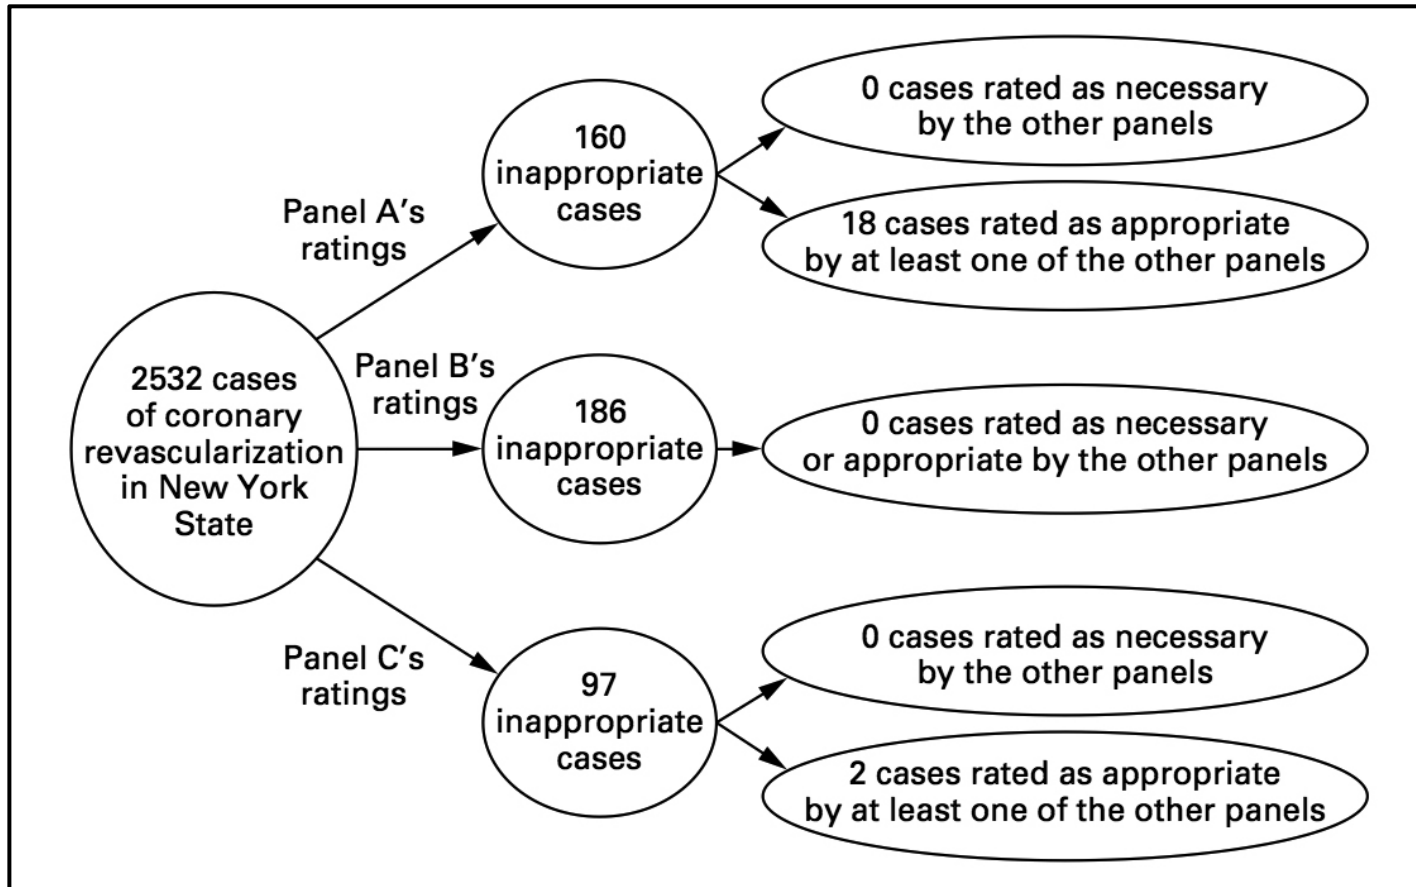 2532 cases
of coronary
revascularization
in New York
State
Panel A's
ratings
160
inappropriate
cases
0 cases rated as necessary
by the other panels
18 cases rated as appropriate
by at least one of the other panels
Panel B's
ratings
186
inappropriate
cases
0 cases rated as necessary
or appropriate by the other panels
Panel C's
ratings
97
inappropriate
cases
0 cases rated as necessary
by the other panels
2 cases rated as appropriate
by at least one of the other panels